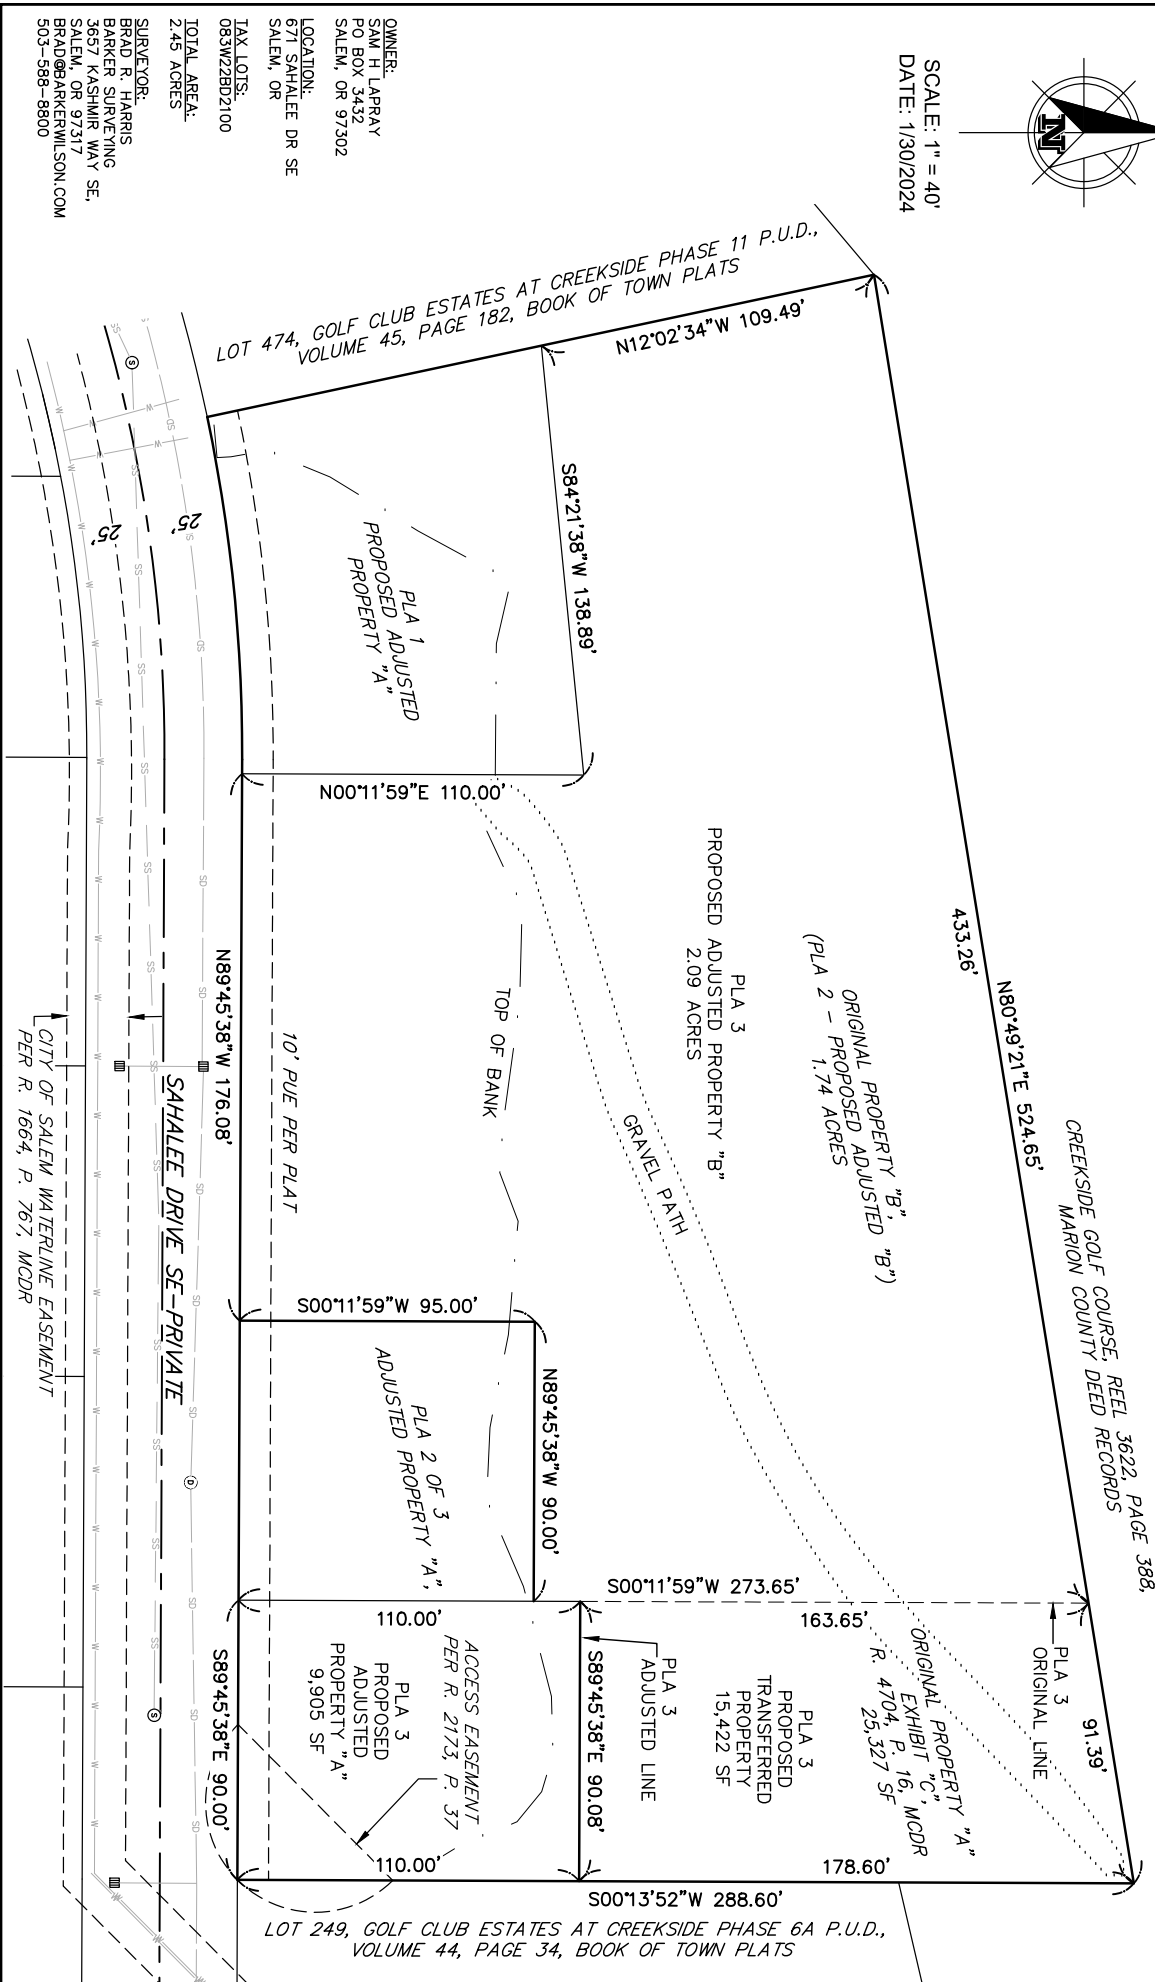 SCALE: 1" = 40'
DATE: 1/30/2024
N
OWNER:
SAM H LAPRAY
PO BOX 3432
SALEM, OR 97302
LOCATION:
671 SAHALEE DR SE
SALEM, OR
TAX LOTS:
083W22BD2100
TOTAL AREA:
2.45 ACRES
SURVEYOR:
BRAD R. HARRIS
BARKER SURVEYING
3657 KASHMIR WAY SE,
SALEM, OR 97317
BRAD@BARKERWILSON.COM
503-588-8800
LOT 474, GOLF CLUB ESTATES AT CREEKSIDE PHASE 11 P.U.D.,
VOLUME 45, PAGE 182, BOOK OF TOWN PLATS
N12°02'34"W 109.49'
S84°21'38"W 138.89'
PLA 1
PROPOSED ADJUSTED
PROPERTY "A"
N00°11'59"E 110.00'
CREEKSIDE GOLF COURSE, REEL 3622, PAGE 388,
MARION COUNTY DEED RECORDS
N80°49'21"E 524.65'
433.26'
91.39'
ORIGINAL PROPERTY "B",
(PLA 2 - PROPOSED ADJUSTED "B")
1.74 ACRES
PLA 3
PROPOSED ADJUSTED PROPERTY "B"
2.09 ACRES
GRAVEL PATH
TOP OF BANK
10' PUE PER PLAT
N89°45'38"W 176.08'
S00°11'59"W 95.00'
N89°45'38"W 90.00'
PLA 2 OF 3
ADJUSTED PROPERTY "A",
PLA 3
ORIGINAL LINE
S00°11'59"W 273.65'
163.65'
110.00'
ORIGINAL PROPERTY "A"
EXHIBIT "C",
R. 4704, P. 16, MCDR
25,327 SF
PLA 3
PROPOSED
TRANSFERRED
PROPERTY
15,422 SF
PLA 3
ADJUSTED LINE
S89°45'38"E 90.08'
ACCESS EASEMENT
PER R. 2173, P. 37
PLA 3
PROPOSED
ADJUSTED
PROPERTY "A"
9,905 SF
S89°45'38"E 90.00'
110.00'
178.60'
S00°13'52"W 288.60'
LOT 249, GOLF CLUB ESTATES AT CREEKSIDE PHASE 6A P.U.D.,
VOLUME 44, PAGE 34, BOOK OF TOWN PLATS
25'
25'
SAHALEE DRIVE SE-PRIVATE
CITY OF SALEM WATERLINE EASEMENT
PER R. 1664, P. 767, MCDR
S
D
S
SD
SS
W